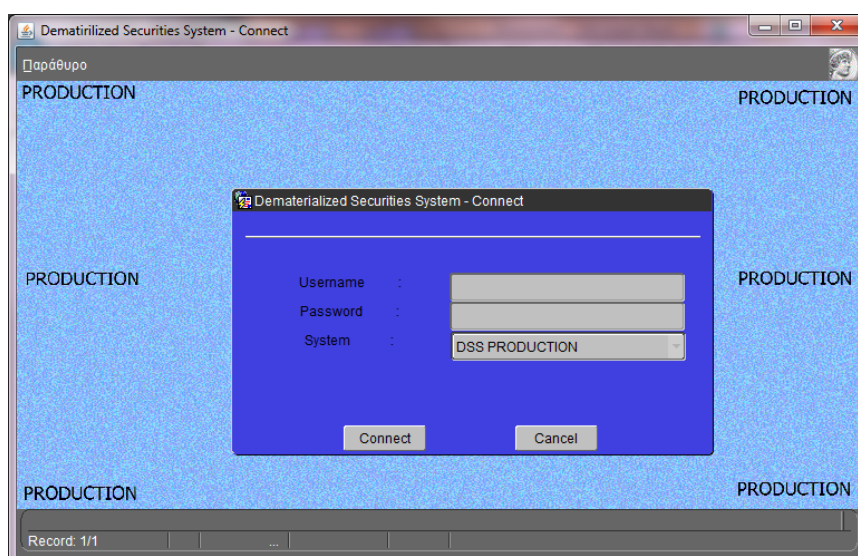 Dematirilized Securities System - Connect
Παράθυρο
PRODUCTION
PRODUCTION
Dematerialized Securities System - Connect
PRODUCTION
PRODUCTION
Username :
Password :
System : DSS PRODUCTION
Connect Cancel
PRODUCTION
PRODUCTION
Record: 1/1 ...